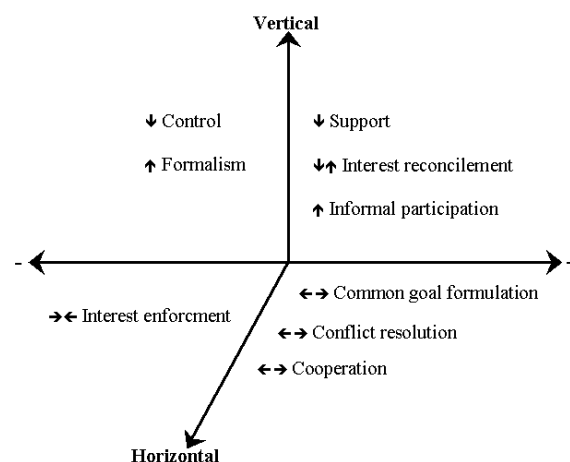 Vertical
↓ Control
↓ Support
↑ Formalism
↓↑ Interest reconcilement
↑ Informal participation
-
-
↔ Common goal formulation
→← Interest enforcment
↔ Conflict resolution
↔ Cooperation
Horizontal